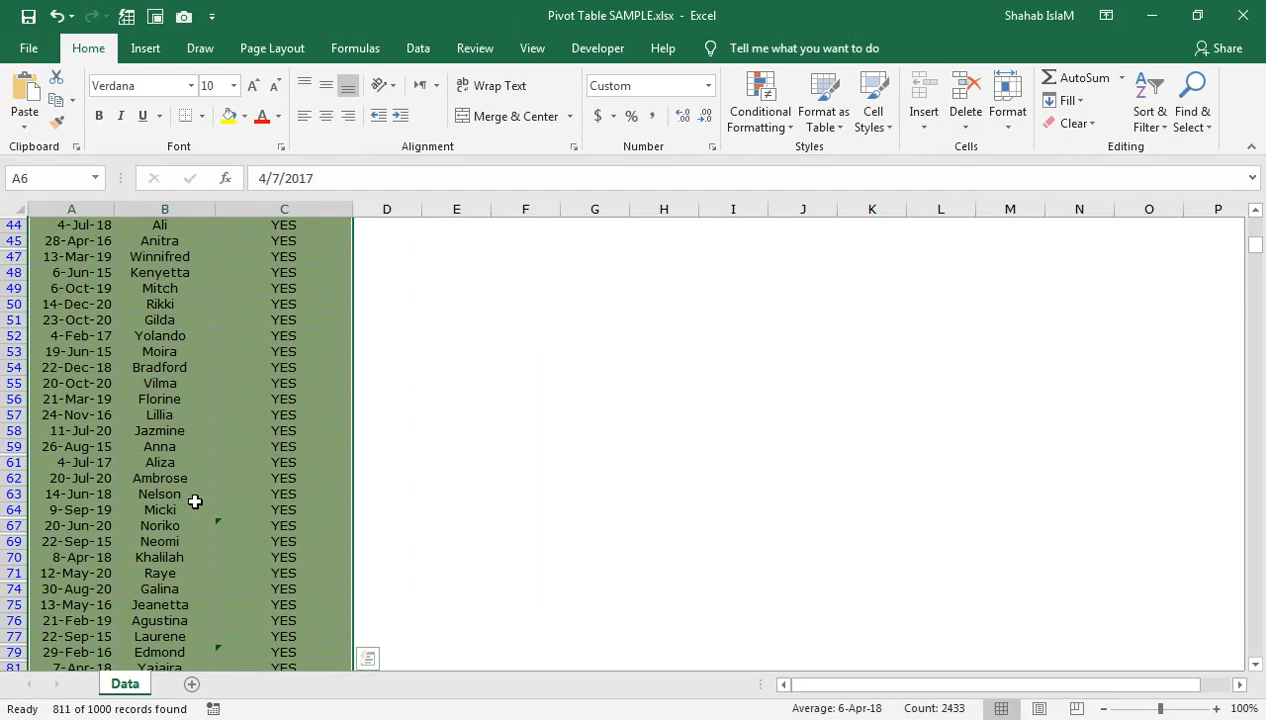 Pivot Table SAMPLE.xlsx - Excel
Shahab IslaM
File Home Insert Draw Page Layout Formulas Data Review View Developer Help Tell me what you want to do Share
Paste
Clipboard
Verdana 10
B I U
Font
Wrap Text
Merge & Center
Alignment
Custom
$ % ,
Number
Conditional Formatting
Format as Table
Cell Styles
Styles
Insert
Delete
Format
Cells
AutoSum
Fill
Clear
Sort & Filter
Find & Select
Editing
A6 fx 4/7/2017
A B C D E F G H I J K L M N O P
44 4-Jul-18 Ali YES
45 28-Apr-16 Anitra YES
47 13-Mar-19 Winnifred YES
48 6-Jun-15 Kenyetta YES
49 6-Oct-19 Mitch YES
50 14-Dec-20 Rikki YES
51 23-Oct-20 Gilda YES
52 4-Feb-17 Yolando YES
53 19-Jun-15 Moira YES
54 22-Dec-18 Bradford YES
55 20-Oct-20 Vilma YES
56 21-Mar-19 Florine YES
57 24-Nov-16 Lillia YES
58 11-Jul-20 Jazmine YES
59 26-Aug-15 Anna YES
61 4-Jul-17 Aliza YES
62 20-Jul-20 Ambrose YES
63 14-Jun-18 Nelson YES
64 9-Sep-19 Micki YES
67 20-Jun-20 Noriko YES
69 22-Sep-15 Neomi YES
70 8-Apr-18 Khalilah YES
71 12-May-20 Raye YES
74 30-Aug-20 Galina YES
75 13-May-16 Jeanetta YES
76 21-Feb-19 Agustina YES
77 22-Sep-15 Laurene YES
79 29-Feb-16 Edmond YES
81 7-Apr-18 Yajaira YES
Data
Ready 811 of 1000 records found Average: 6-Apr-18 Count: 2433 100%